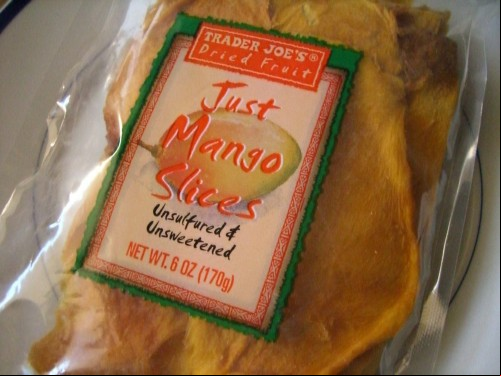 TRADER JOE'S®
Dried Fruit
Just
Mango
Slices
Unsulfured &
Unsweetened
NET WT. 6 OZ (170g)